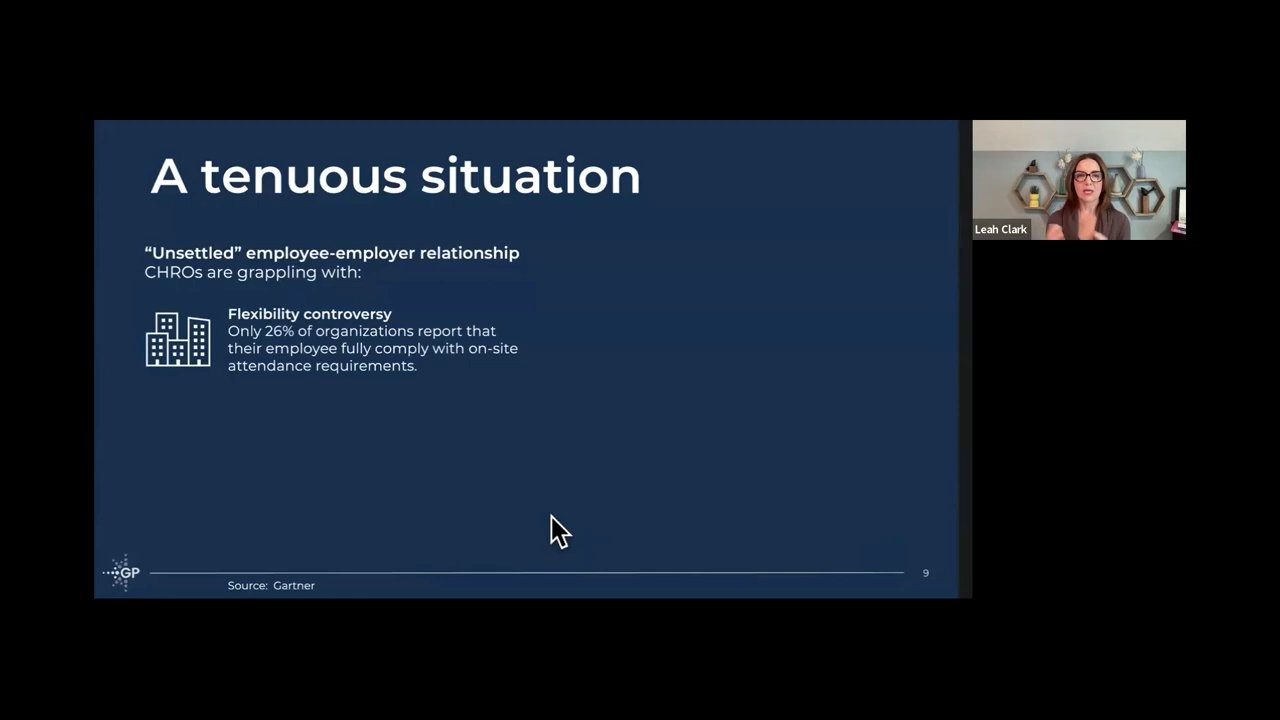 A tenuous situation
“Unsettled” employee-employer relationship
CHROs are grappling with:
Flexibility controversy
Only 26% of organizations report that
their employee fully comply with on-site
attendance requirements.
GP
Source: Gartner
9
Leah Clark